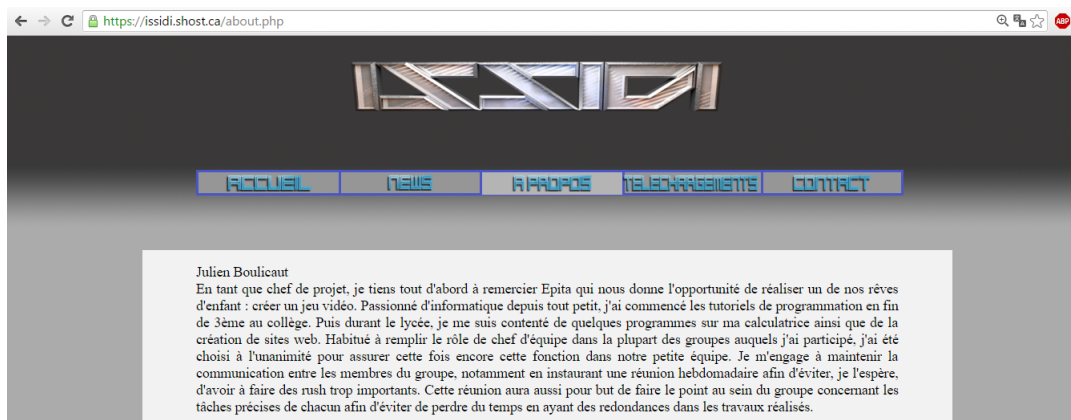 https://issidi.shost.ca/about.php
ABP
ISSIDI
ACCUEIL NEWS A PROPOS TELECHARGEMENTS CONTACT
Julien Boulicaut
En tant que chef de projet, je tiens tout d'abord à remercier Epita qui nous donne l'opportunité de réaliser un de nos rêves
d'enfant : créer un jeu vidéo. Passionné d'informatique depuis tout petit, j'ai commencé les tutoriels de programmation en fin
de 3ème au collège. Puis durant le lycée, je me suis contenté de quelques programmes sur ma calculatrice ainsi que de la
création de sites web. Habitué à remplir le rôle de chef d'équipe dans la plupart des groupes auquels j'ai participé, j'ai été
choisi à l'unanimité pour assurer cette fois encore cette fonction dans notre petite équipe. Je m'engage à maintenir la
communication entre les membres du groupe, notamment en instaurant une réunion hebdomadaire afin d'éviter, je l'espère,
d'avoir à faire des rush trop importants. Cette réunion aura aussi pour but de faire le point au sein du groupe concernant les
tâches précises de chacun afin d'éviter de perdre du temps en ayant des redondances dans les travaux réalisés.